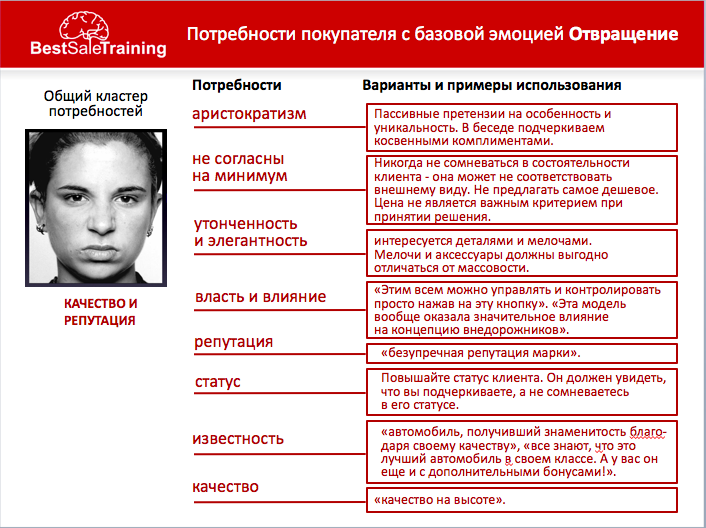 BestSaleTraining
Потребности покупателя с базовой эмоцией Отвращение
Общий кластер
потребностей
КАЧЕСТВО И
РЕПУТАЦИЯ
Потребности
Варианты и примеры использования
аристократизм
Пассивные претензии на особенность и
уникальность. В беседе подчеркиваем
косвенными комплиментами.
не согласны
на минимум
Никогда не сомневаться в состоятельности
клиента - она может не соответствовать
внешнему виду. Не предлагать самое дешевое.
Цена не является важным критерием при
принятии решения.
утонченность
и элегантность
интересуется деталями и мелочами.
Мелочи и аксессуары должны выгодно
отличаться от массовости.
власть и влияние
«Этим всем можно управлять и контролировать
просто нажав на эту кнопку». «Эта модель
вообще оказала значительное влияние
на концепцию внедорожников».
репутация
«безупречная репутация марки».
статус
Повышайте статус клиента. Он должен увидеть,
что вы подчеркиваете, а не сомневаетесь
в его статусе.
известность
«автомобиль, получивший знаменитость благо-
даря своему качеству», «все знают, что это
лучший автомобиль в своем классе. А у вас он
еще и с дополнительными бонусами!».
качество
«качество на высоте».